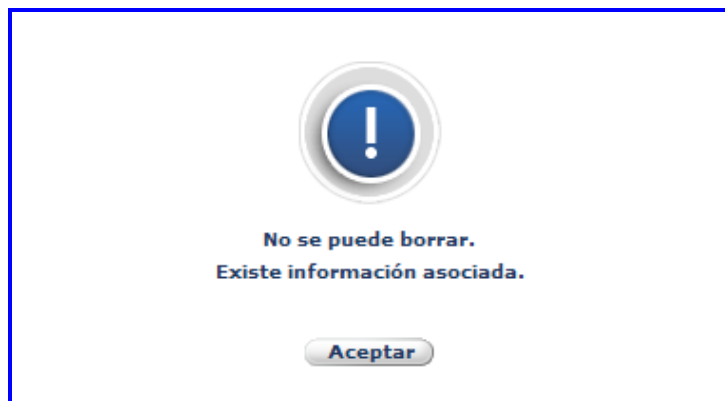 No se puede borrar.
Existe información asociada.
Aceptar